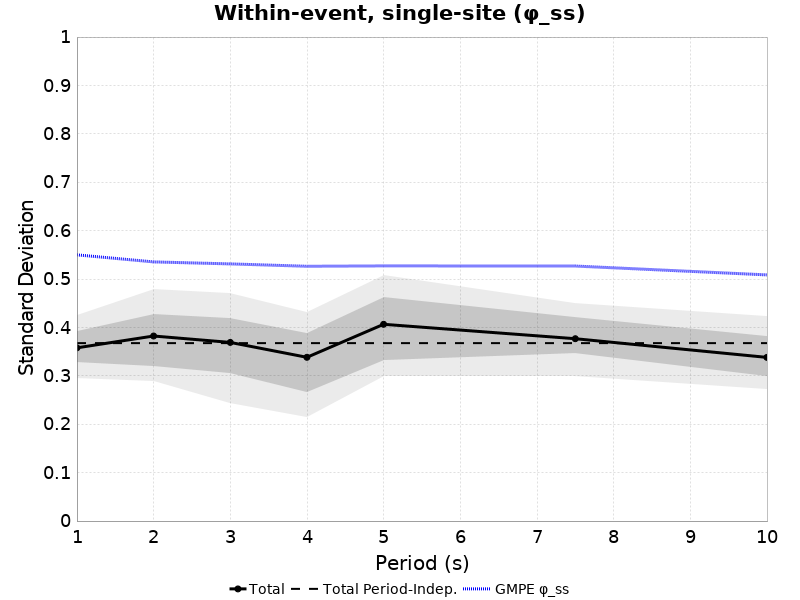 Within-event, single-site (φ_ss)
Standard Deviation
1
0.9
0.8
0.7
0.6
0.5
0.4
0.3
0.2
0.1
0
1 2 3 4 5 6 7 8 9 10
Period (s)
Total Total Period-Indep. GMPE φ_ss